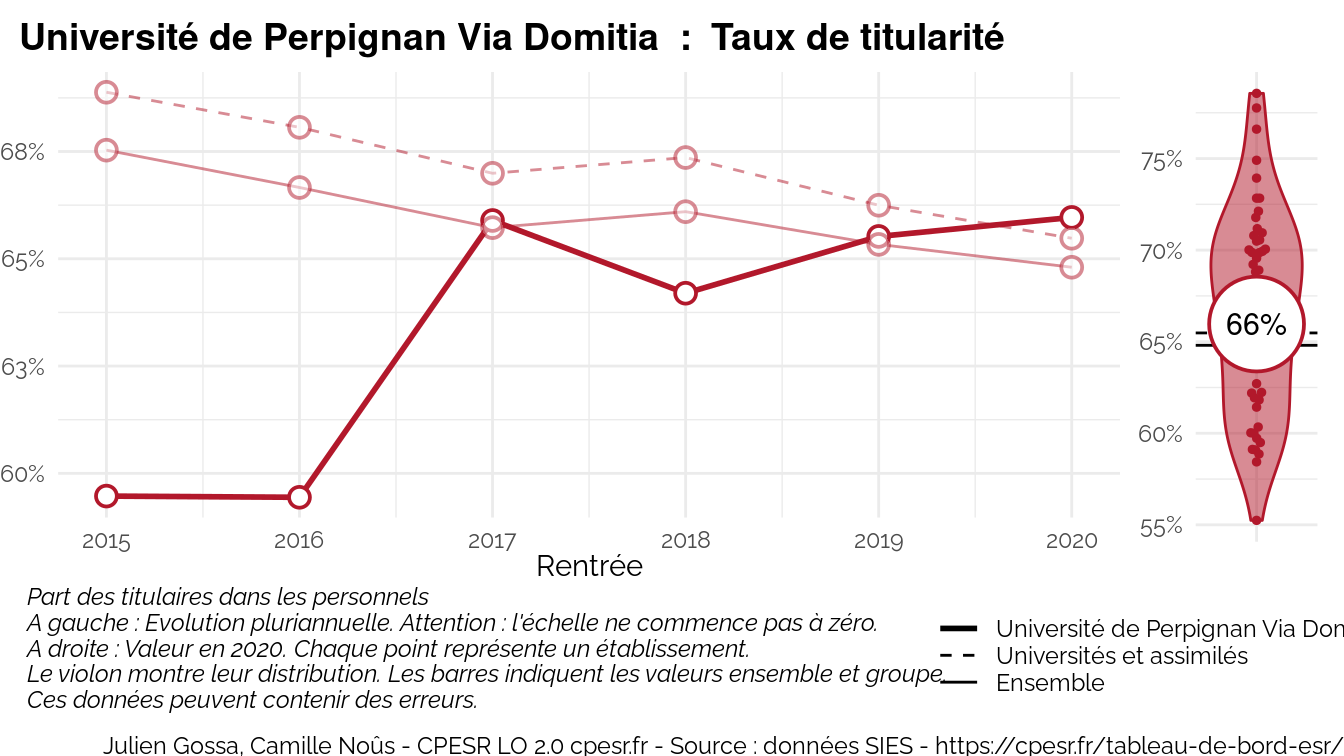 Université de Perpignan Via Domitia : Taux de titularité
68%
65%
63%
60%
2015 2016 2017 2018 2019 2020
Rentrée
75%
70%
66%
65%
60%
55%
Part des titulaires dans les personnels
A gauche : Evolution pluriannuelle. Attention : l'échelle ne commence pas à zéro.
A droite : Valeur en 2020. Chaque point représente un établissement.
Le violon montre leur distribution. Les barres indiquent les valeurs ensemble et groupe.
Ces données peuvent contenir des erreurs.
Université de Perpignan Via Dom
Universités et assimilés
Ensemble
Julien Gossa, Camille Noûs - CPESR LO 2.0 cpesr.fr - Source : données SIES - https://cpesr.fr/tableau-de-bord-esr/